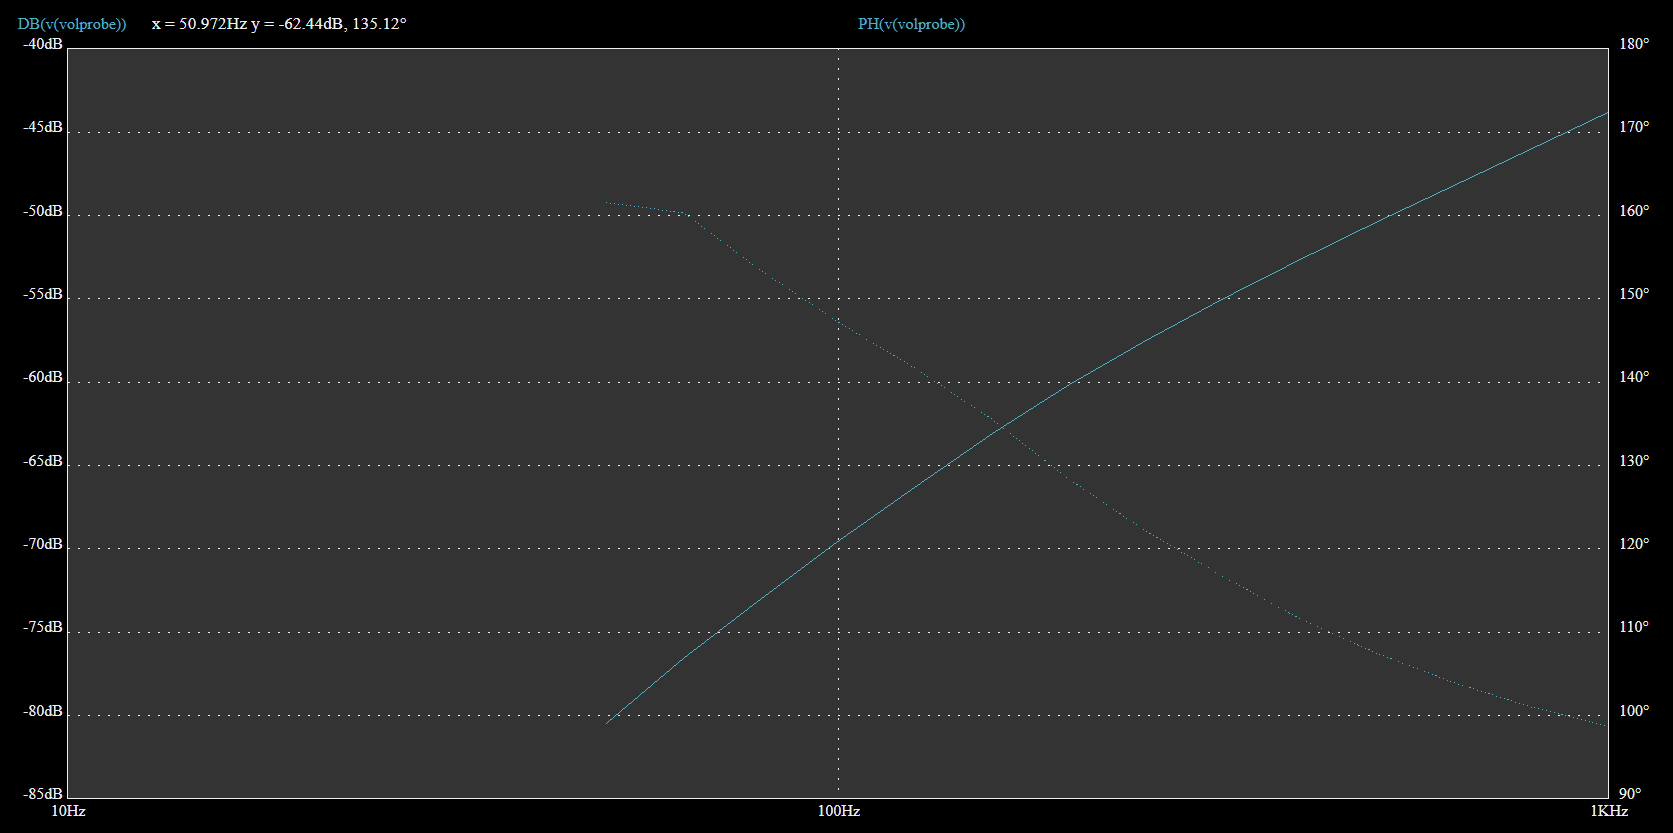 DB(v(volprobe)) x = 50.972Hz y = -62.44dB, 135.12° PH(v(volprobe))
-40dB 180°
-45dB 170°
-50dB 160°
-55dB 150°
-60dB 140°
-65dB 130°
-70dB 120°
-75dB 110°
-80dB 100°
-85dB 90°
10Hz 100Hz 1KHz